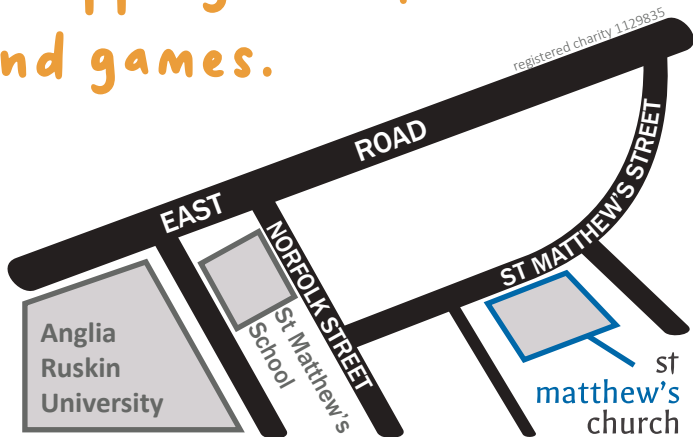 nd games.
registered charity 1129835
EAST ROAD
NORFOLK STREET
ST MATTHEW'S STREET
St Matthew's
School
Anglia
Ruskin
University
st
matthew's
church